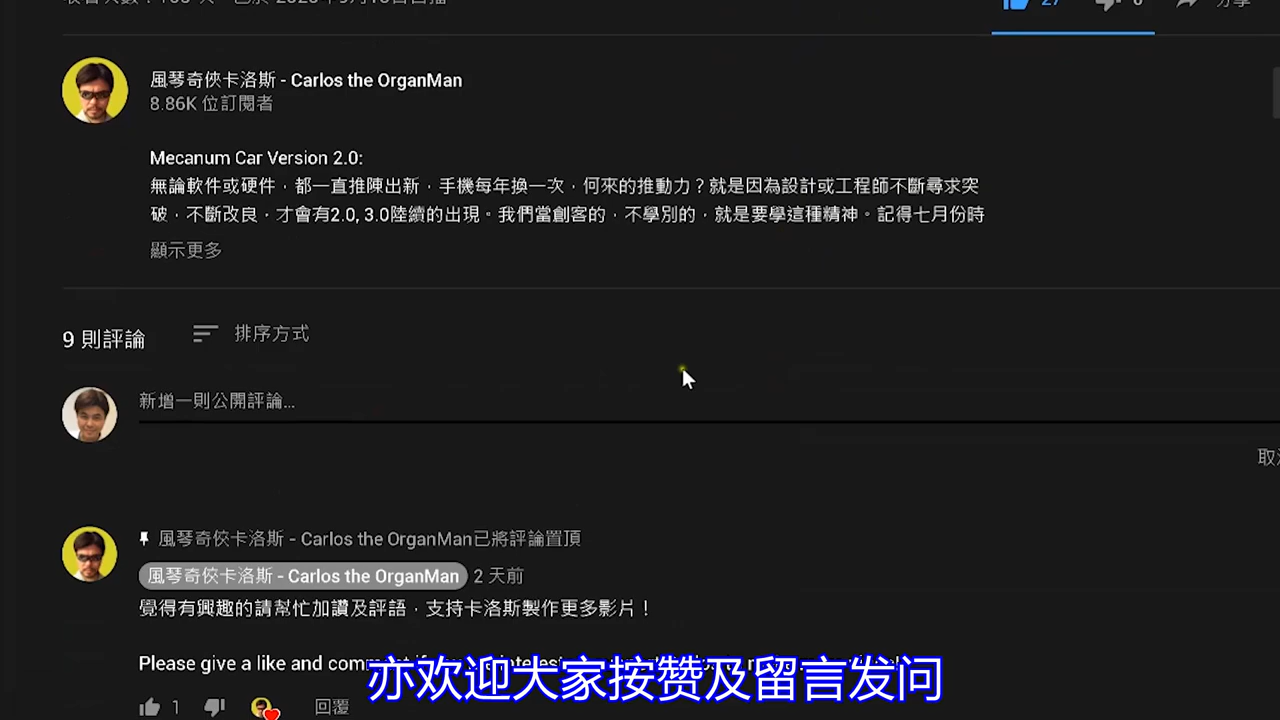 27
分享
風琴奇俠卡洛斯 - Carlos the OrganMan
8.86K 位訂閱者
Mecanum Car Version 2.0:
無論軟件或硬件，都一直推陳出新，手機每年換一次，何來的推動力？就是因為設計或工程師不斷尋求突
破，不斷改良，才會有2.0, 3.0陸續的出現。我們當創客的，不學別的，就是要學這種精神。記得七月份時
顯示更多
9 則評論
排序方式
新增一則公開評論...
風琴奇俠卡洛斯 - Carlos the OrganMan已將評論置頂
風琴奇俠卡洛斯 - Carlos the OrganMan 2 天前
覺得有興趣的請幫忙加讚及評語，支持卡洛斯製作更多影片！
Please give a like and
亦欢迎大家按赞及留言发问
1
回覆